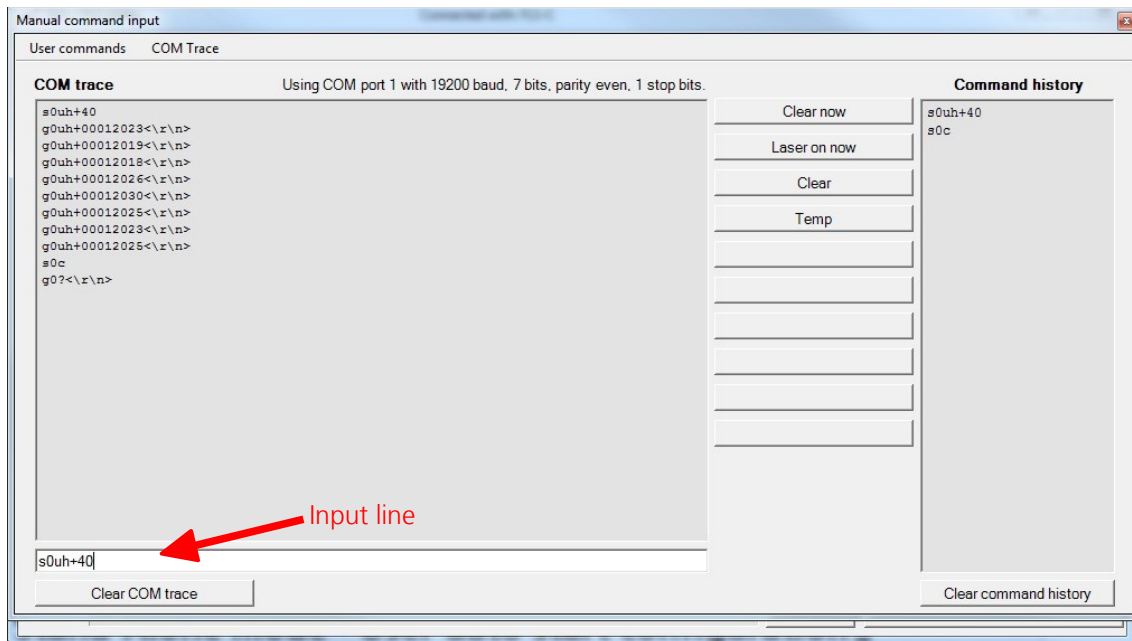 Manual command input
User commands COM Trace
COM trace
Using COM port 1 with 19200 baud, 7 bits, parity even, 1 stop bits.
Command history
s0uh+40
g0uh+00012023<\r\n>
g0uh+00012019<\r\n>
g0uh+00012018<\r\n>
g0uh+00012026<\r\n>
g0uh+00012030<\r\n>
g0uh+00012025<\r\n>
g0uh+00012023<\r\n>
g0uh+00012025<\r\n>
s0c
g0?<\r\n>
Clear now
Laser on now
Clear
Temp
s0uh+40
s0c
Input line
s0uh+40
Clear COM trace
Clear command history